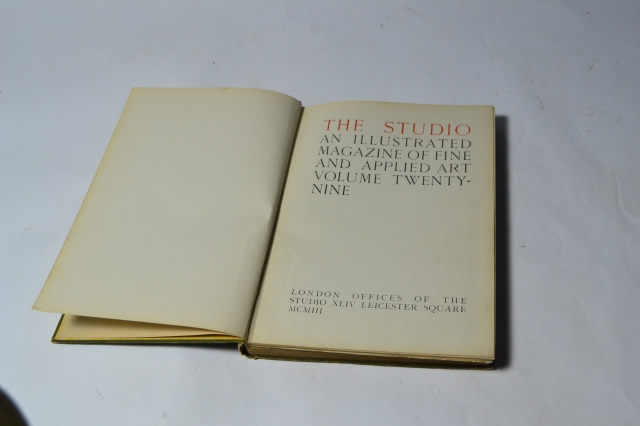 THE STUDIO
AN ILLUSTRATED
MAGAZINE OF FINE
AND APPLIED ART
VOLUME TWENTY-
NINE
LONDON OFFICES OF THE
STUDIO XLIV LEICESTER SQUARE
MCMIII